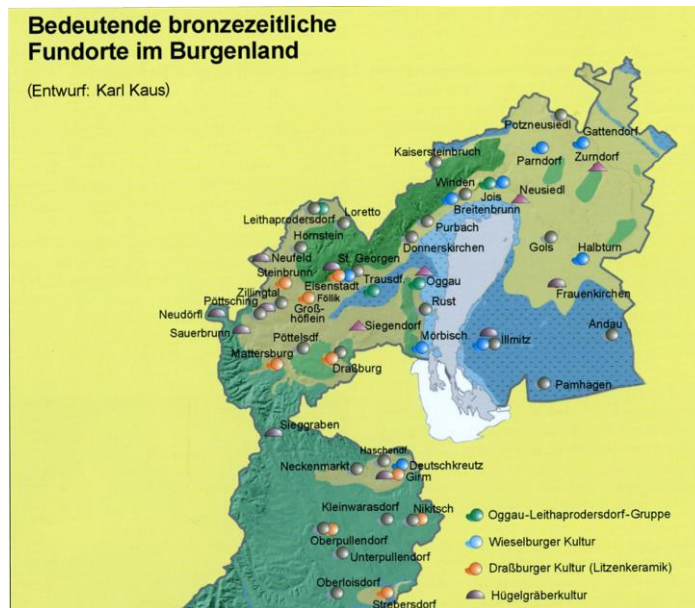 Bedeutende bronzezeitliche
Fundorte im Burgenland
(Entwurf: Karl Kaus)
Potzneusiedl
Gattendorf
Kaisersteinbruch
Parndorf
Zurndorf
Winden
Jois
Neusiedl
Breitenbrunn
Leithaprodersdorf
Loretto
Purbach
Hornstein
Donnerskirchen
Gols
Halbturn
Neufeld
St. Georgen
Steinbrunn
Eisenstadt
Trausdf.
Oggau
Zillingtal
Föllik
Frauenkirchen
Pöttsching
Groß-
höflein
Rust
Neudörfl
Siegendorf
Andau
Sauerbrunn
Pöttelsdf.
Mörbisch
Illmitz
Mattersburg
Draßburg
Pamhagen
Sieggraben
Haschendf.
Neckenmarkt
Deutschkreutz
Girm
Kleinwarasdorf
Nikitsch
Oggau-Leithaprodersdorf-Gruppe
Oberpullendorf
Wieselburger Kultur
Unterpullendorf
Draßburger Kultur (Litzenkeramik)
Oberloisdorf
Hügelgräberkultur
Strebersdorf